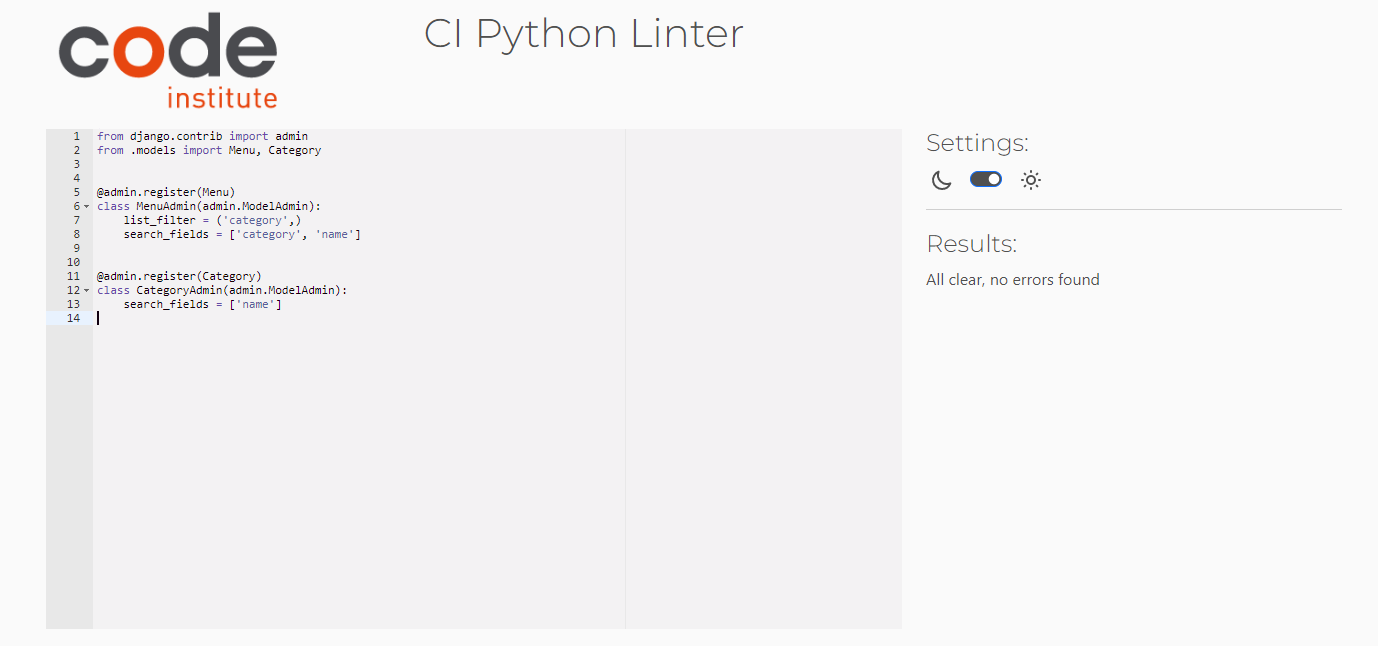 code
institute
CI Python Linter
1 from django.contrib import admin
2 from .models import Menu, Category
3
4
5 @admin.register(Menu)
6 class MenuAdmin(admin.ModelAdmin):
7     list_filter = ('category',)
8     search_fields = ['category', 'name']
9
10
11 @admin.register(Category)
12 class CategoryAdmin(admin.ModelAdmin):
13     search_fields = ['name']
14
Settings:
Results:
All clear, no errors found